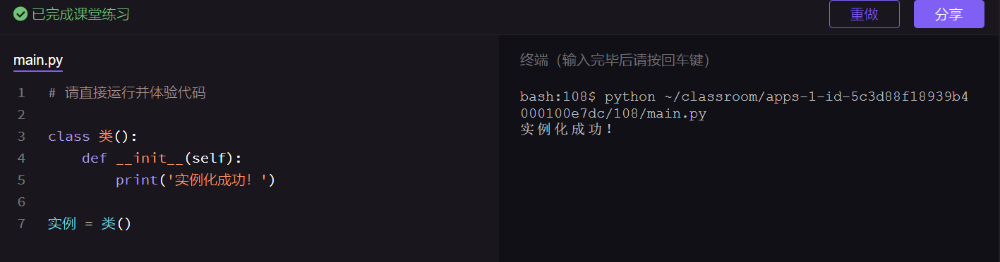 已完成课堂练习
重做
分享
main.py
1 # 请直接运行并体验代码
2
3 class 类():
4     def __init__(self):
5         print('实例化成功！')
6
7 实例 = 类()
终端（输入完毕后请按回车键）
bash:108$ python ~/classroom/apps-1-id-5c3d88f18939b4
000100e7dc/108/main.py
实例化成功！